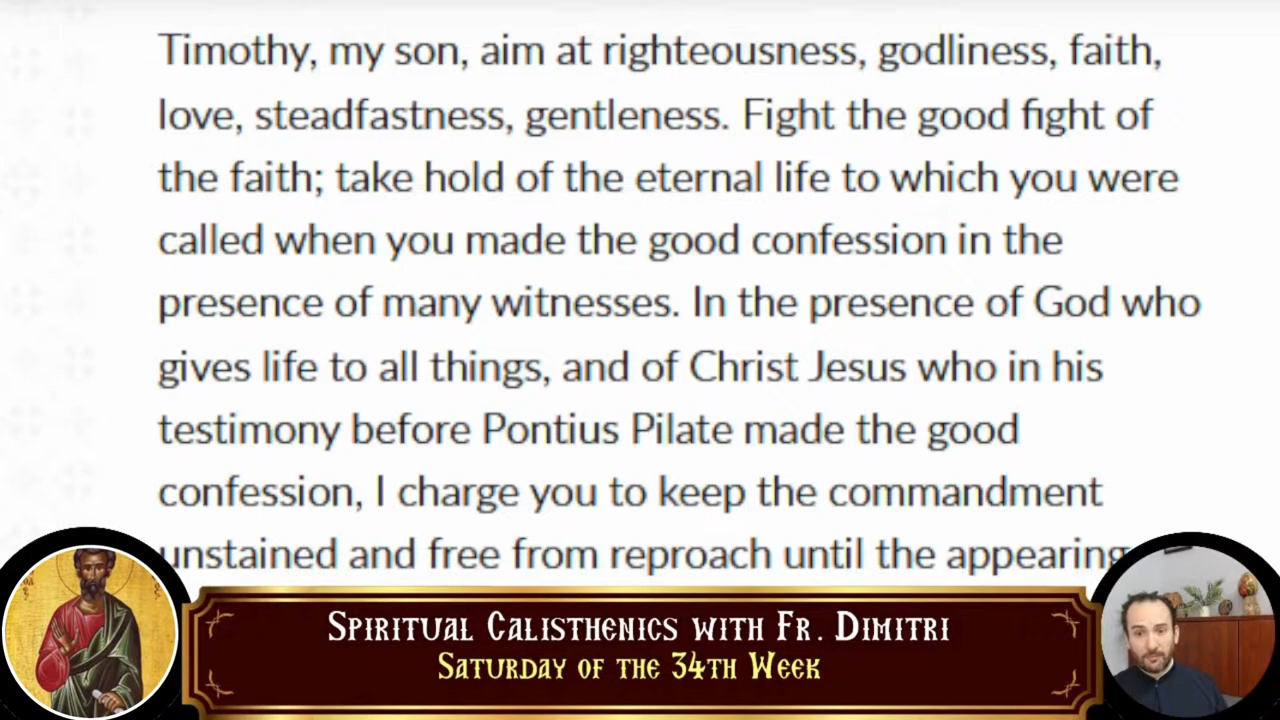 Timothy, my son, aim at righteousness, godliness, faith,
love, steadfastness, gentleness. Fight the good fight of
the faith; take hold of the eternal life to which you were
called when you made the good confession in the
presence of many witnesses. In the presence of God who
gives life to all things, and of Christ Jesus who in his
testimony before Pontius Pilate made the good
confession, I charge you to keep the commandment
unstained and free from reproach until the appearing
SPIRITUAL CALISTHENICS WITH FR. DIMITRI
SATURDAY OF THE 34TH WEEK